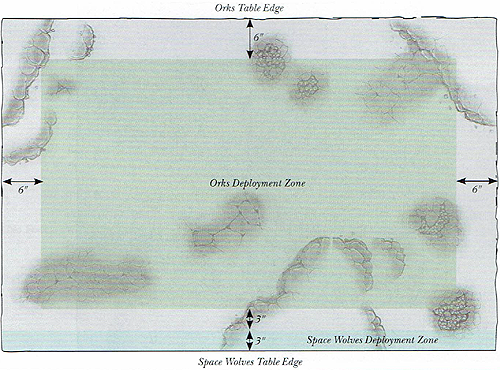 Orks Table Edge
6"
Orks Deployment Zone
6"
6"
3"
3"
Space Wolves Deployment Zone
Space Wolves Table Edge